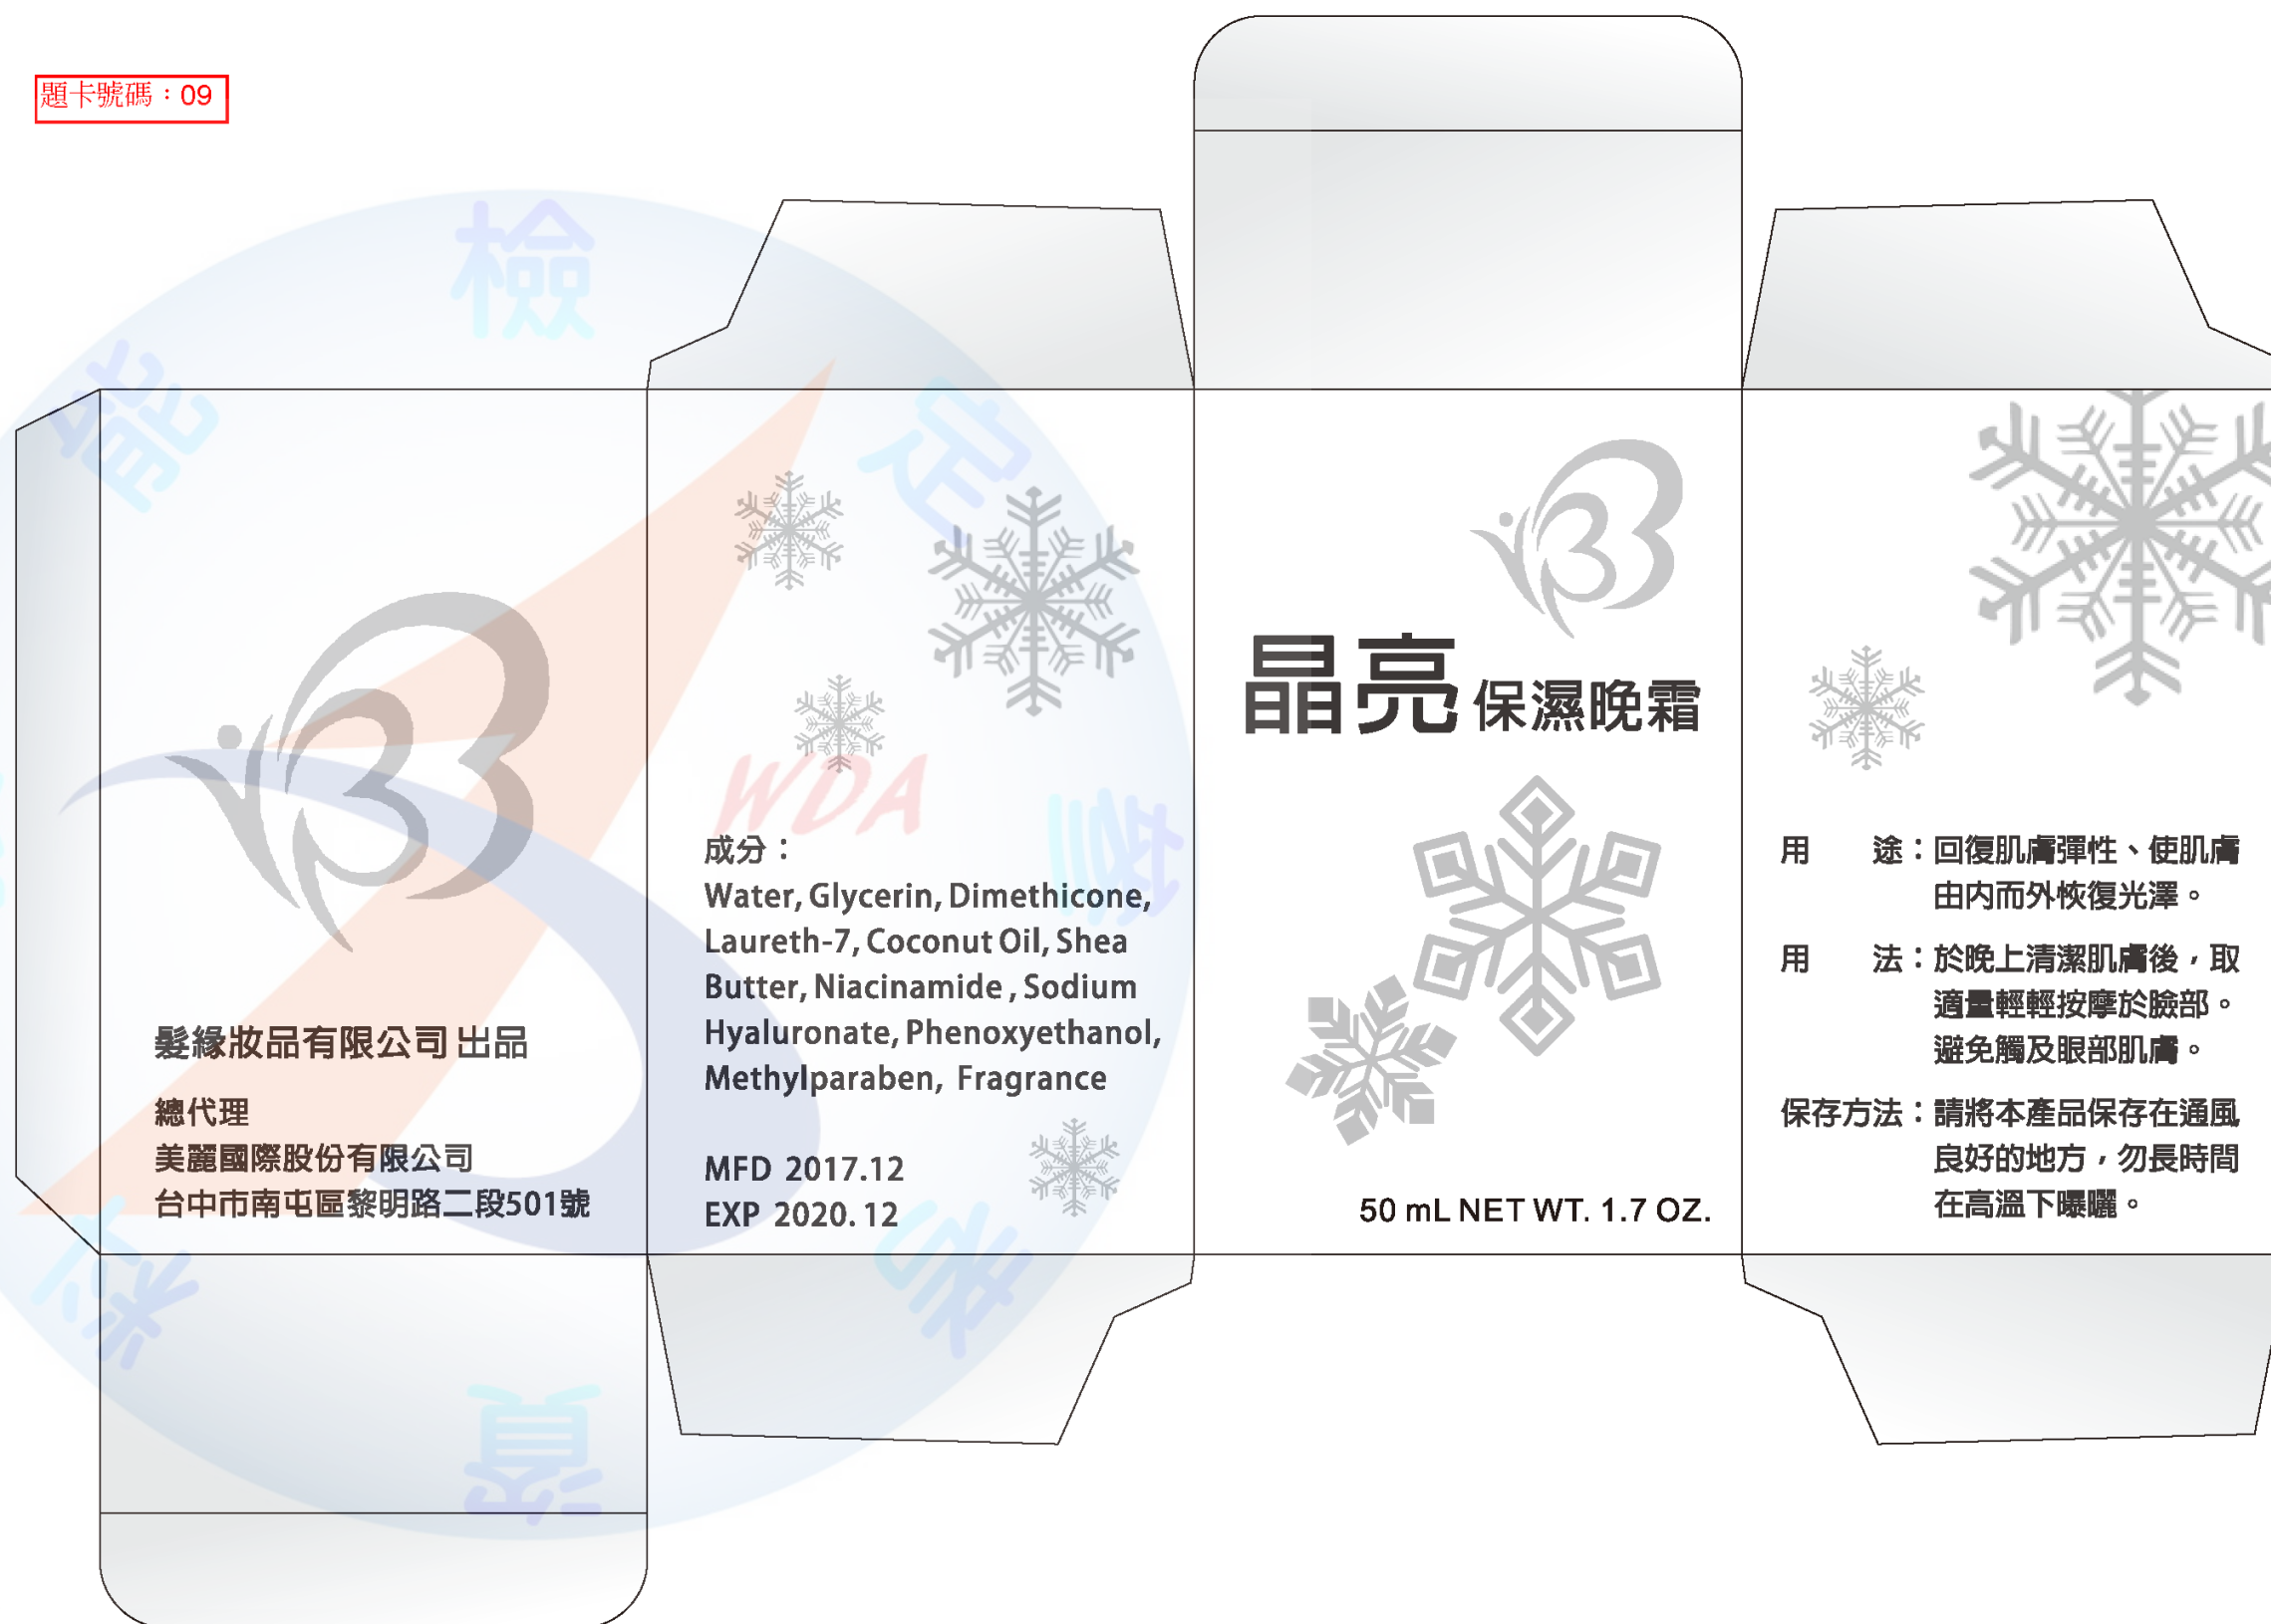 題卡號碼：09
髮緣妝品有限公司 出品
總代理
美麗國際股份有限公司
台中市南屯區黎明路二段501號
成分：
Water, Glycerin, Dimethicone,
Laureth-7, Coconut Oil, Shea
Butter, Niacinamide , Sodium
Hyaluronate, Phenoxyethanol,
Methylparaben, Fragrance
MFD 2017.12
EXP 2020. 12
晶亮 保濕晚霜
50 mL NET WT. 1.7 OZ.
用　　途：回復肌膚彈性、使肌膚
由內而外恢復光澤。
用　　法：於晚上清潔肌膚後，取
適量輕輕按摩於臉部。
避免觸及眼部肌膚。
保存方法：請將本產品保存在通風
良好的地方，勿長時間
在高溫下曝曬。
WDA
能
檢
定